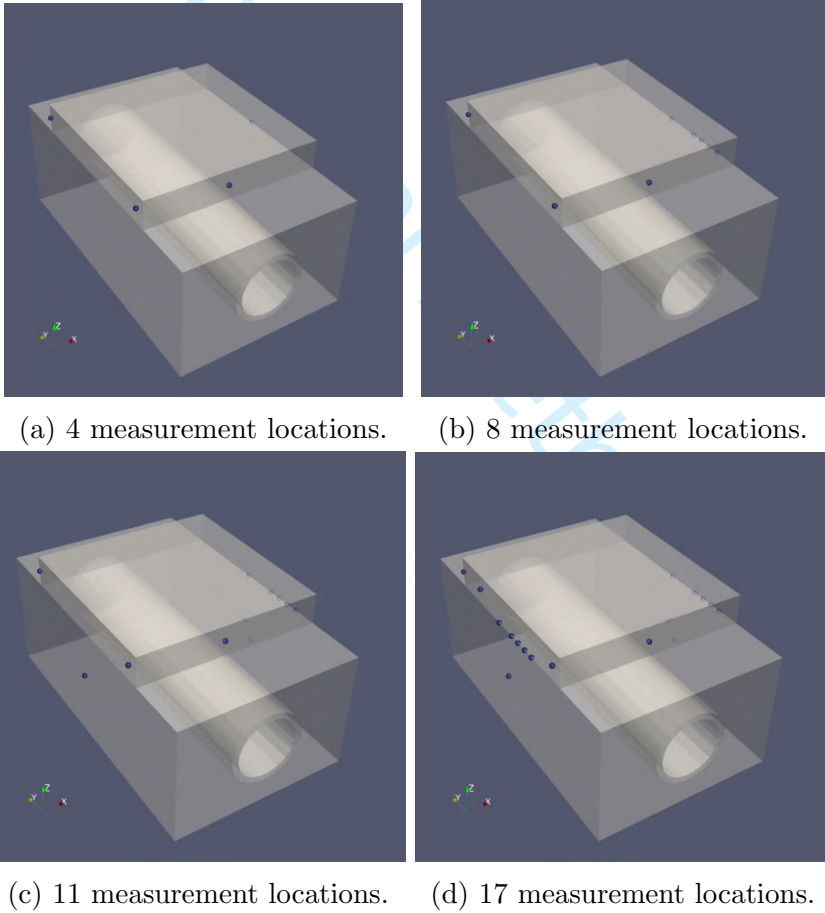 Z
Y
X
Z
Y
X
(a) 4 measurement locations.
(b) 8 measurement locations.
Z
Y
X
Z
Y
X
(c) 11 measurement locations.
(d) 17 measurement locations.